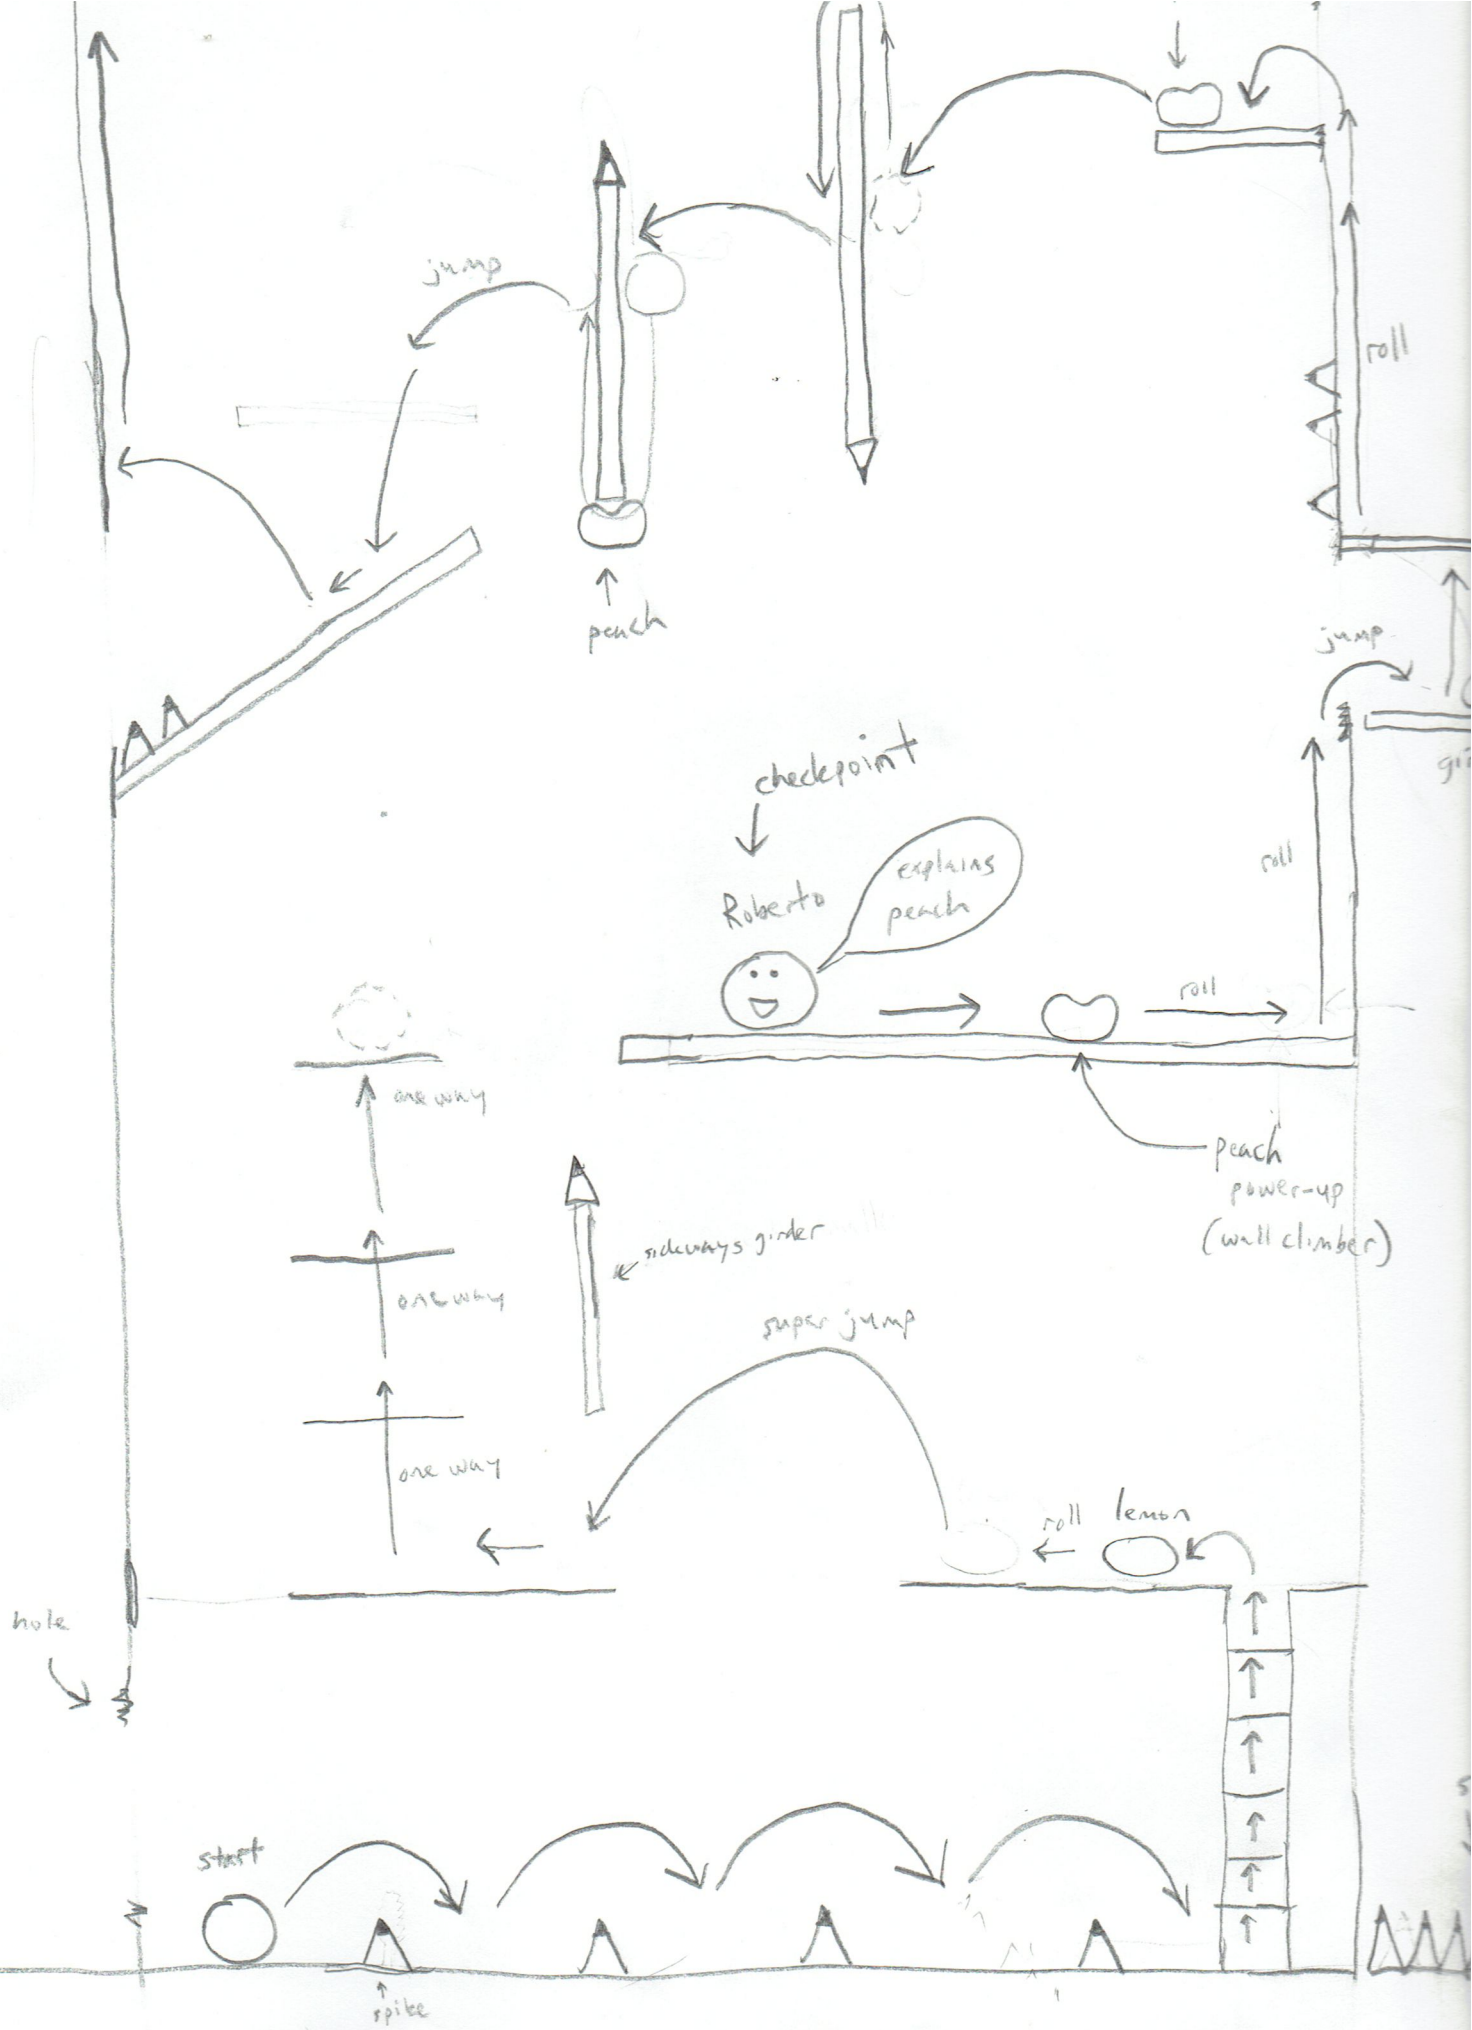 jump
roll
peach
jump
checkpoint
explains
peach
Roberto
roll
roll
one way
peach
power-up
(wall climber)
sideways girder
one way
super jump
one way
roll
lemon
hole
start
spike